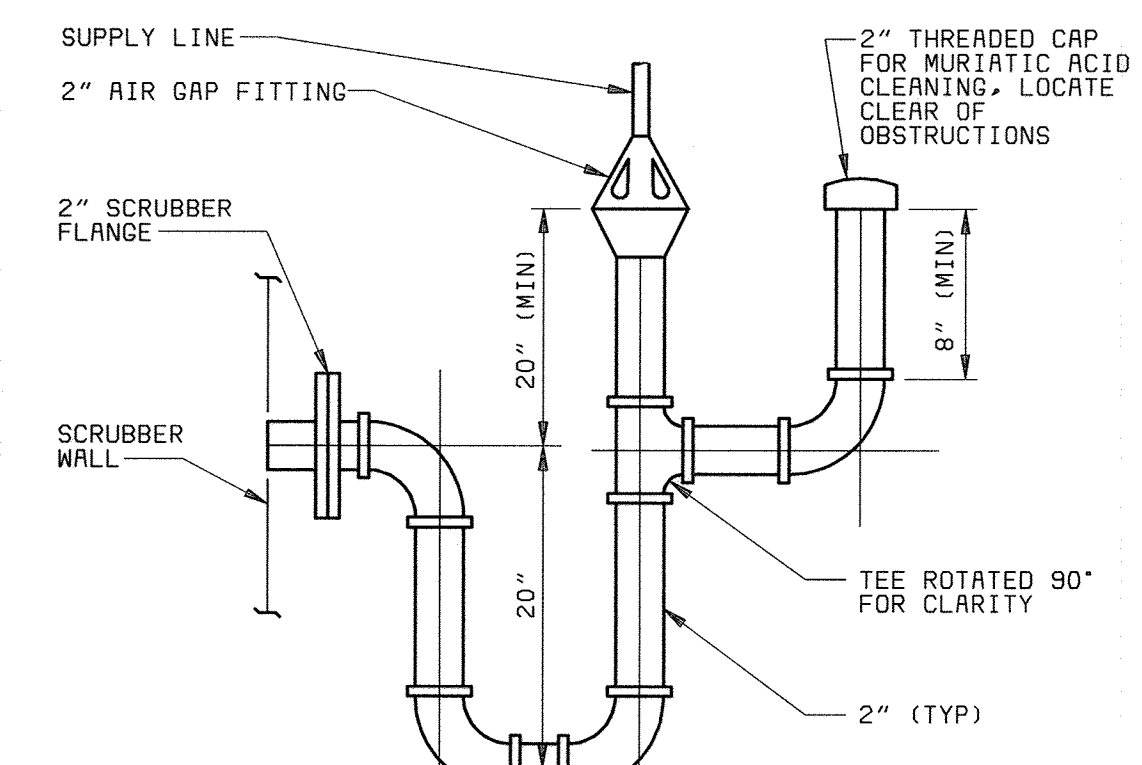 SUPPLY LINE
2" AIR GAP FITTING
2" SCRUBBER
FLANGE
SCRUBBER
WALL
20" (MIN)
20"
2" THREADED CAP
FOR MURIATIC ACID
CLEANING, LOCATE
CLEAR OF
OBSTRUCTIONS
8" (MIN)
TEE ROTATED 90°
FOR CLARITY
2" (TYP)